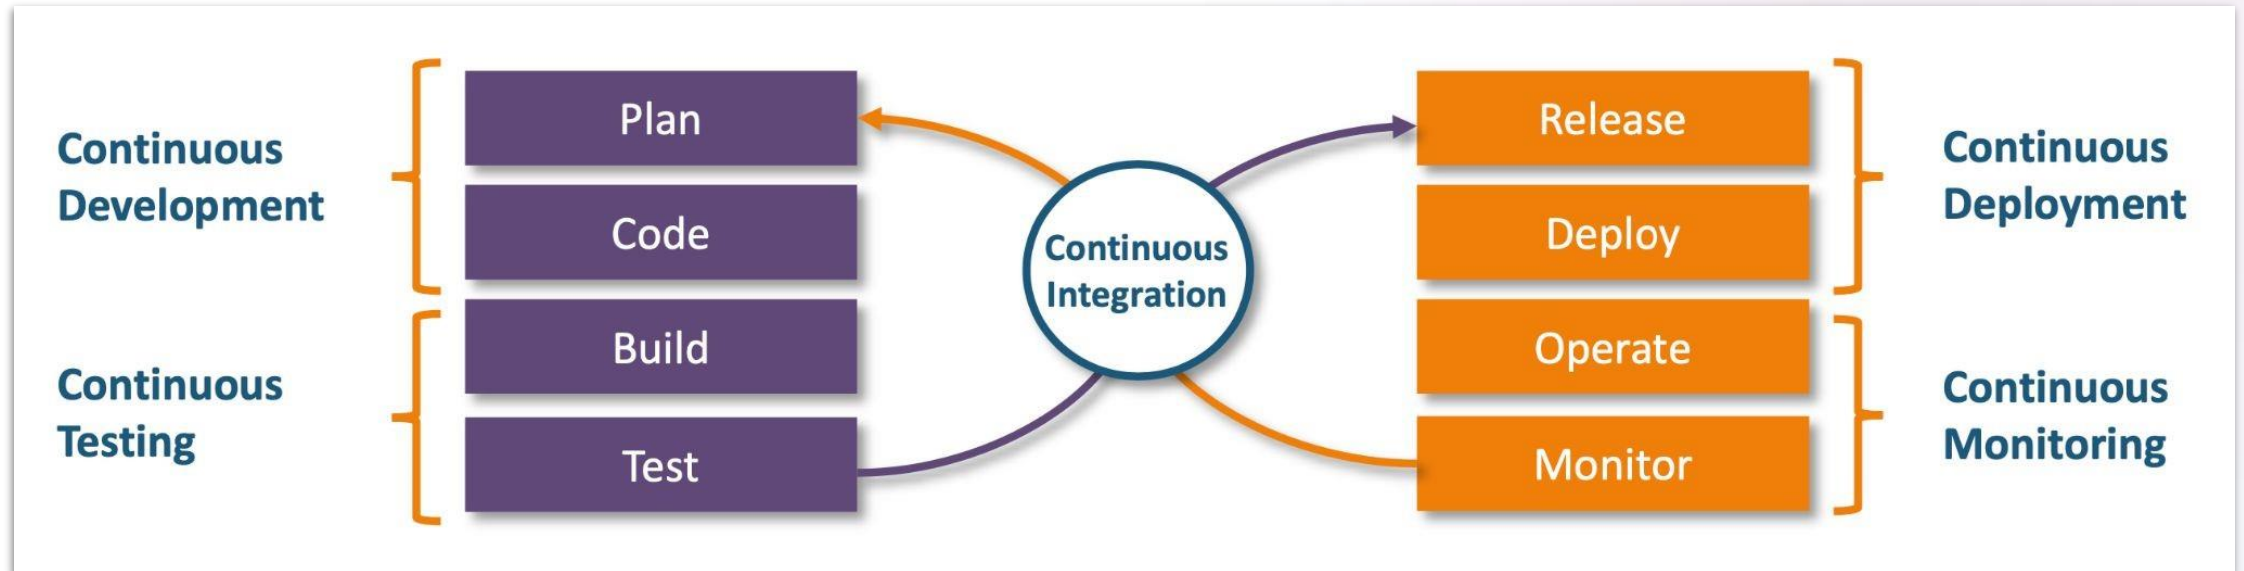 Continuous
Development
Continuous
Testing
Plan
Code
Build
Test
Continuous
Integration
Release
Deploy
Operate
Monitor
Continuous
Deployment
Continuous
Monitoring